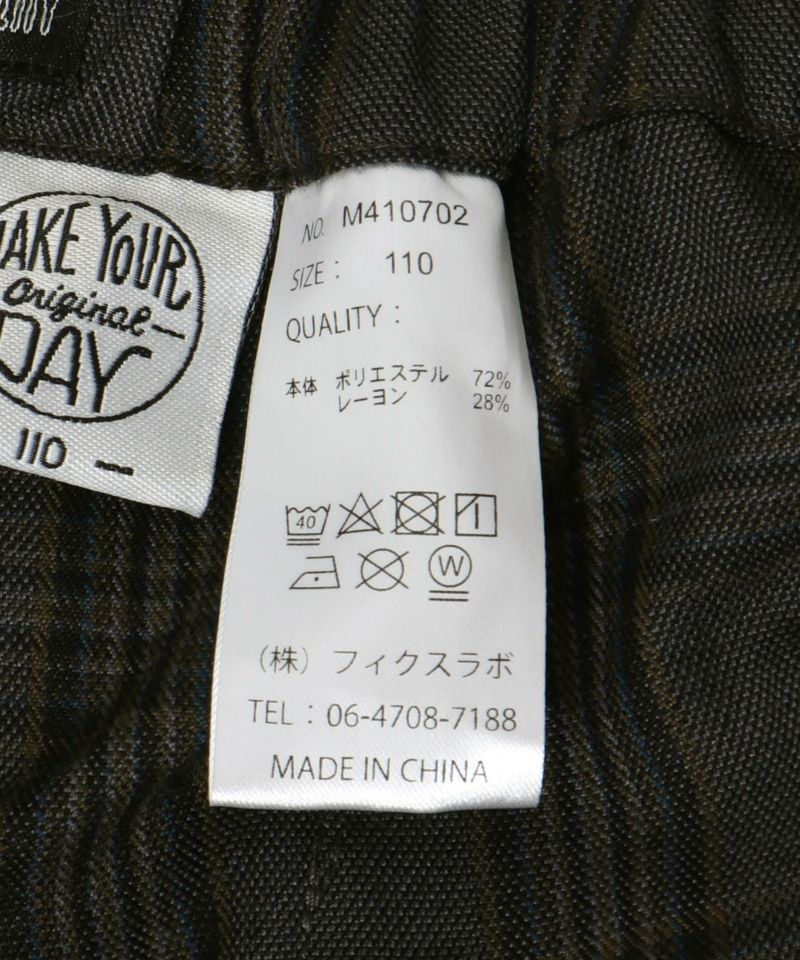 MAKE YOUR
Original
DAY
110
NO. M410702
SIZE : 110
QUALITY :
本体 ポリエステル 72%
レーヨン 28%
40
W
(株) フィクスラボ
TEL : 06-4708-7188
MADE IN CHINA